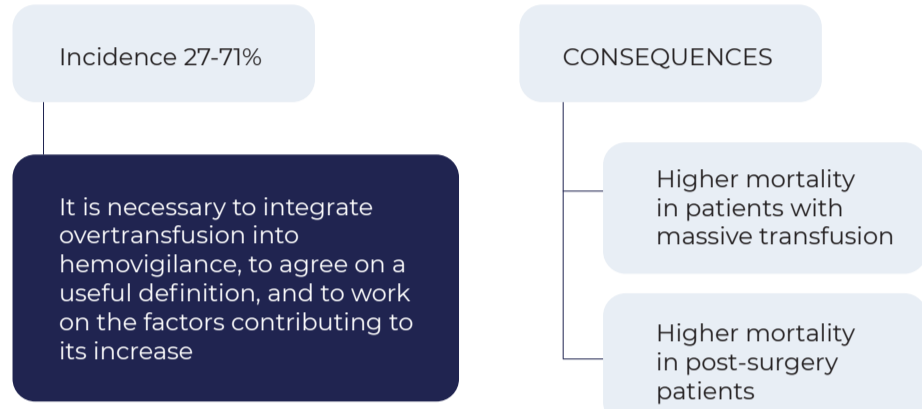 Incidence 27-71%
It is necessary to integrate
overtransfusion into
hemovigilance, to agree on a
useful definition, and to work
on the factors contributing to
its increase
CONSEQUENCES
Higher mortality
in patients with
massive transfusion
Higher mortality
in post-surgery
patients